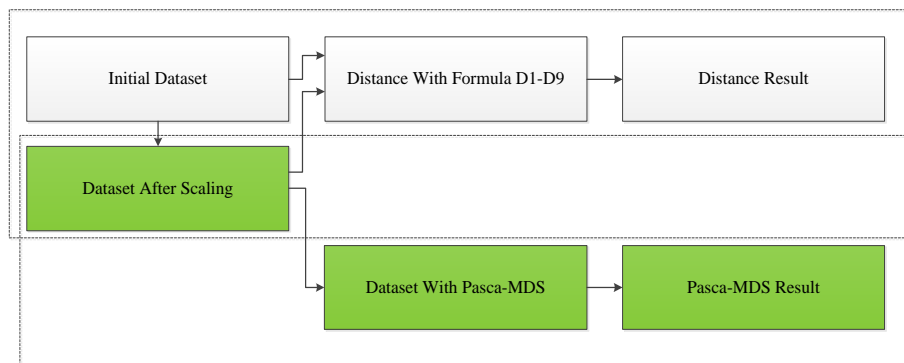 Initial Dataset
Distance With Formula D1-D9
Distance Result
Dataset After Scaling
Dataset With Pasca-MDS
Pasca-MDS Result